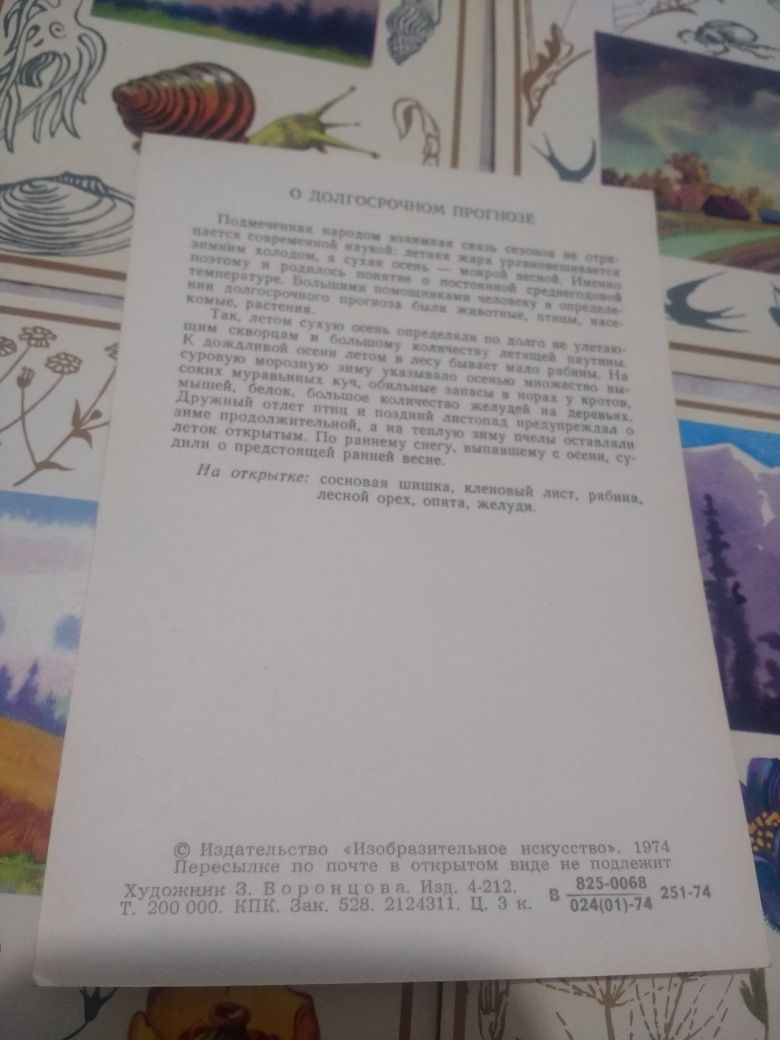 О ДОЛГОСРОЧНОМ ПРОГНОЗЕ
Подмеченная народом взаимная связь сезонов не отри-
цается современной наукой: летняя жара уравновешивается
зимним холодом, а сухая осень — мокрой весной. Именно
поэтому и родилось понятие о постоянной среднегодовой
температуре. Большими помощниками человеку в определе-
нии долгосрочного прогноза были животные, птицы, насе-
комые, растения.
Так, летом сухую осень определяли по долго не улетаю-
щим скворцам и большому количеству летящей паутины.
К дождливой осени летом в лесу бывает мало рябины. На
суровую морозную зиму указывало осенью множество вы-
соких муравьиных куч, обильные запасы в норах у кротов,
мышей, белок, большое количество желудей на деревьях.
Дружный отлет птиц и поздний листопад предупреждал о
зиме продолжительной, а на теплую зиму пчелы оставляли
леток открытым. По раннему снегу, выпавшему с осени, су-
дили о предстоящей ранней весне.
На открытке: сосновая шишка, кленовый лист, рябина,
лесной орех, опята, желуди.
© Издательство «Изобразительное искусство». 1974
Пересылке по почте в открытом виде не подлежит
Художник З. Воронцова. Изд. 4-212.
Т. 200 000. КПК. Зак. 528. 2124311. Ц. 3 к.
В 825-0068 251-74
024(01)-74